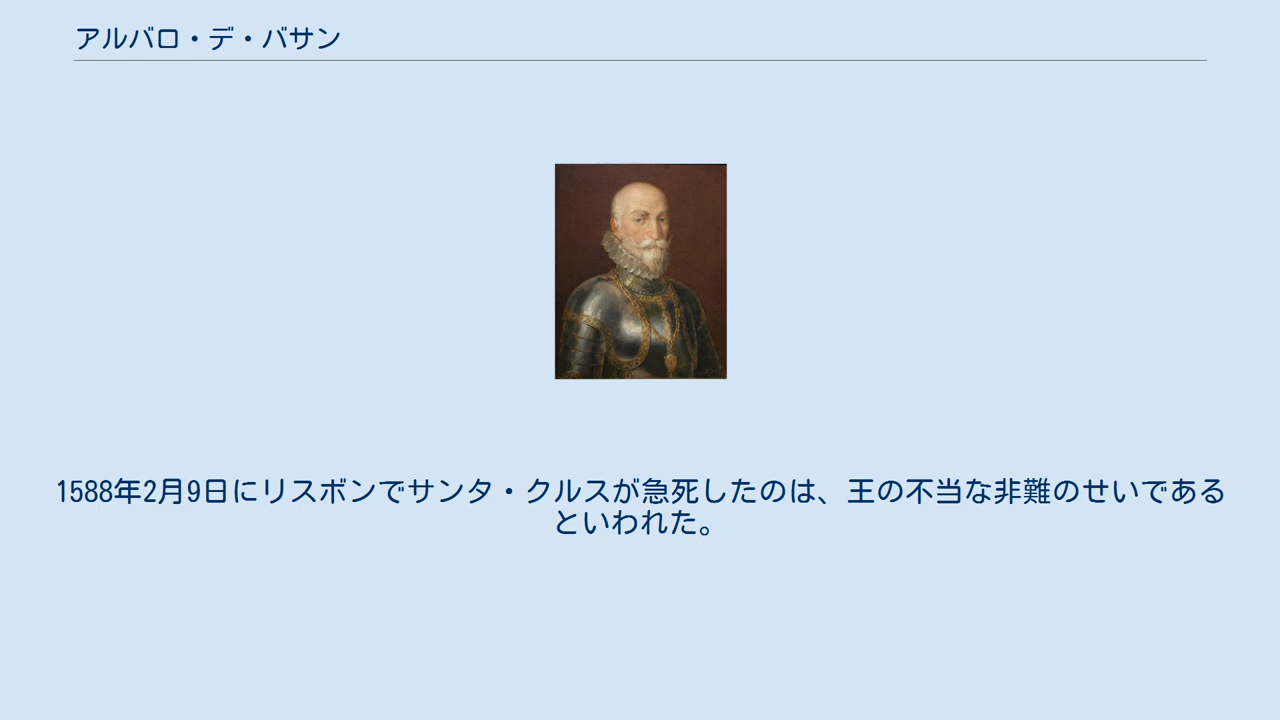 アルバロ・デ・バサン
1588年2月9日にリスボンでサンタ・クルスが急死したのは、王の不当な非難のせいである
といわれた。